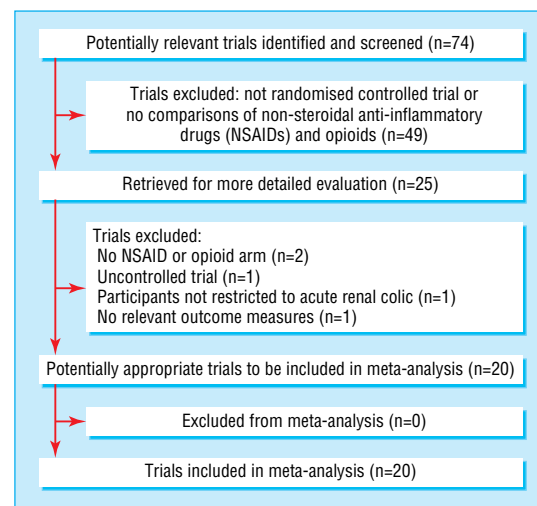 Potentially relevant trials identified and screened (n=74)
Trials excluded: not randomised controlled trial or
no comparisons of non-steroidal anti-inflammatory
drugs (NSAIDs) and opioids (n=49)
Retrieved for more detailed evaluation (n=25)
Trials excluded:
No NSAID or opioid arm (n=2)
Uncontrolled trial (n=1)
Participants not restricted to acute renal colic (n=1)
No relevant outcome measures (n=1)
Potentially appropriate trials to be included in meta-analysis (n=20)
Excluded from meta-analysis (n=0)
Trials included in meta-analysis (n=20)